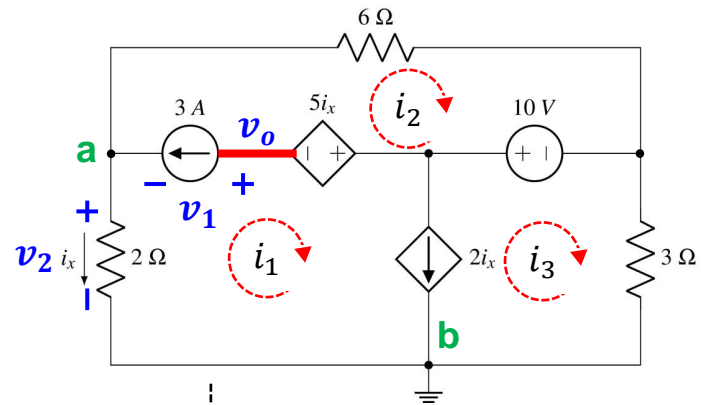 6 Ω
3 A
5iₓ
i₂
10 V
a
vₒ
+
− +
+ −
− +
v₁
+
v₂
iₓ
2 Ω
i₁
2iₓ
i₃
3 Ω
−
b